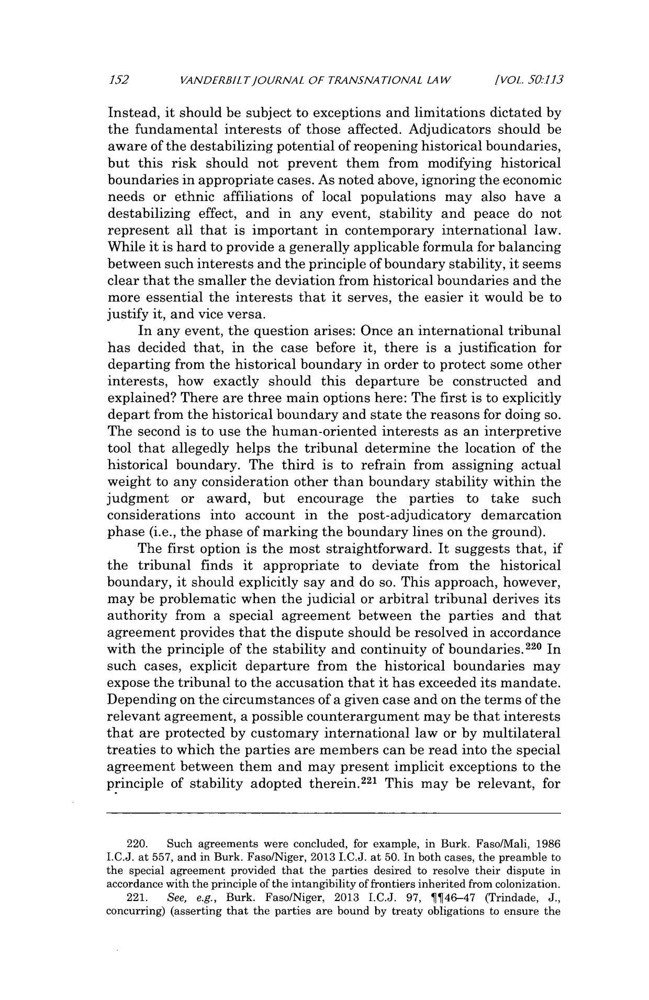 152 VANDERBILT JOURNAL OF TRANSNATIONAL LAW [VOL. 50:113
Instead, it should be subject to exceptions and limitations dictated by
the fundamental interests of those affected. Adjudicators should be
aware of the destabilizing potential of reopening historical boundaries,
but this risk should not prevent them from modifying historical
boundaries in appropriate cases. As noted above, ignoring the economic
needs or ethnic affiliations of local populations may also have a
destabilizing effect, and in any event, stability and peace do not
represent all that is important in contemporary international law.
While it is hard to provide a generally applicable formula for balancing
between such interests and the principle of boundary stability, it seems
clear that the smaller the deviation from historical boundaries and the
more essential the interests that it serves, the easier it would be to
justify it, and vice versa.
In any event, the question arises: Once an international tribunal
has decided that, in the case before it, there is a justification for
departing from the historical boundary in order to protect some other
interests, how exactly should this departure be constructed and
explained? There are three main options here: The first is to explicitly
depart from the historical boundary and state the reasons for doing so.
The second is to use the human-oriented interests as an interpretive
tool that allegedly helps the tribunal determine the location of the
historical boundary. The third is to refrain from assigning actual
weight to any consideration other than boundary stability within the
judgment or award, but encourage the parties to take such
considerations into account in the post-adjudicatory demarcation
phase (i.e., the phase of marking the boundary lines on the ground).
The first option is the most straightforward. It suggests that, if
the tribunal finds it appropriate to deviate from the historical
boundary, it should explicitly say and do so. This approach, however,
may be problematic when the judicial or arbitral tribunal derives its
authority from a special agreement between the parties and that
agreement provides that the dispute should be resolved in accordance
with the principle of the stability and continuity of boundaries.220 In
such cases, explicit departure from the historical boundaries may
expose the tribunal to the accusation that it has exceeded its mandate.
Depending on the circumstances of a given case and on the terms of the
relevant agreement, a possible counterargument may be that interests
that are protected by customary international law or by multilateral
treaties to which the parties are members can be read into the special
agreement between them and may present implicit exceptions to the
principle of stability adopted therein.221 This may be relevant, for
220. Such agreements were concluded, for example, in Burk. Faso/Mali, 1986
I.C.J. at 557, and in Burk. Faso/Niger, 2013 I.C.J. at 50. In both cases, the preamble to
the special agreement provided that the parties desired to resolve their dispute in
accordance with the principle of the intangibility of frontiers inherited from colonization.
221. See, e.g., Burk. Faso/Niger, 2013 I.C.J. 97, ¶¶46–47 (Trindade, J.,
concurring) (asserting that the parties are bound by treaty obligations to ensure the